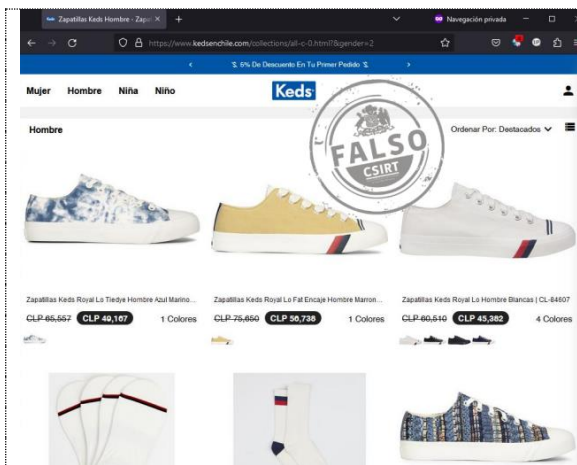 Zapatillas Keds Hombre - Zapat
Navegación privada
https://www.kedsenchile.com/collections/all-c-0.html?&gender=2
5% De Descuento En Tu Primer Pedido
Mujer Hombre Niña Niño
Keds
Hombre
Ordenar Por: Destacados
FALSO
CSIRT
Zapatillas Keds Royal Lo Tiedye Hombre Azul Marino...
CLP 65,557 CLP 49,167 1 Colores
Zapatillas Keds Royal Lo Fat Encaje Hombre Marron...
CLP 75,650 CLP 56,738 1 Colores
Zapatillas Keds Royal Lo Hombre Blancas | CL-84607
CLP 60,510 CLP 45,382 4 Colores